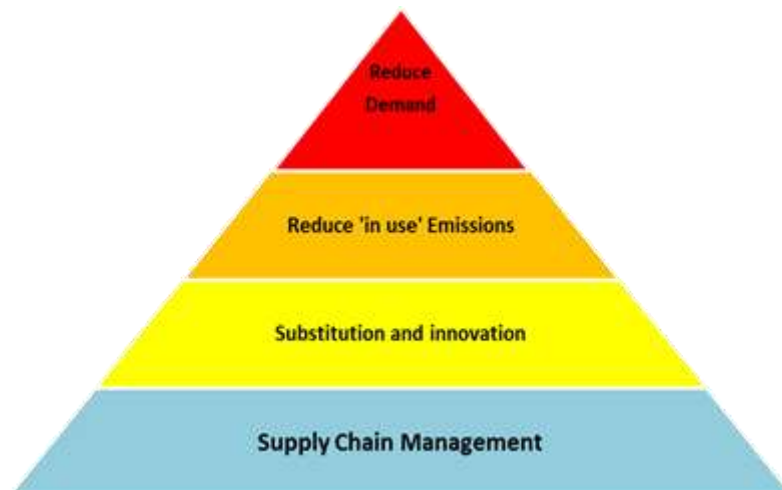 Reduce
Demand
Reduce 'in use' Emissions
Substitution and innovation
Supply Chain Management